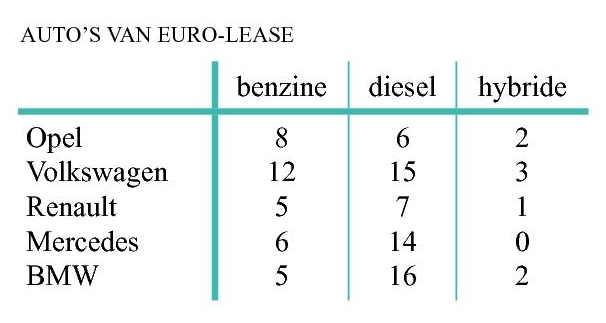 AUTO’S VAN EURO-LEASE
benzine diesel hybride
Opel 8 6 2
Volkswagen 12 15 3
Renault 5 7 1
Mercedes 6 14 0
BMW 5 16 2